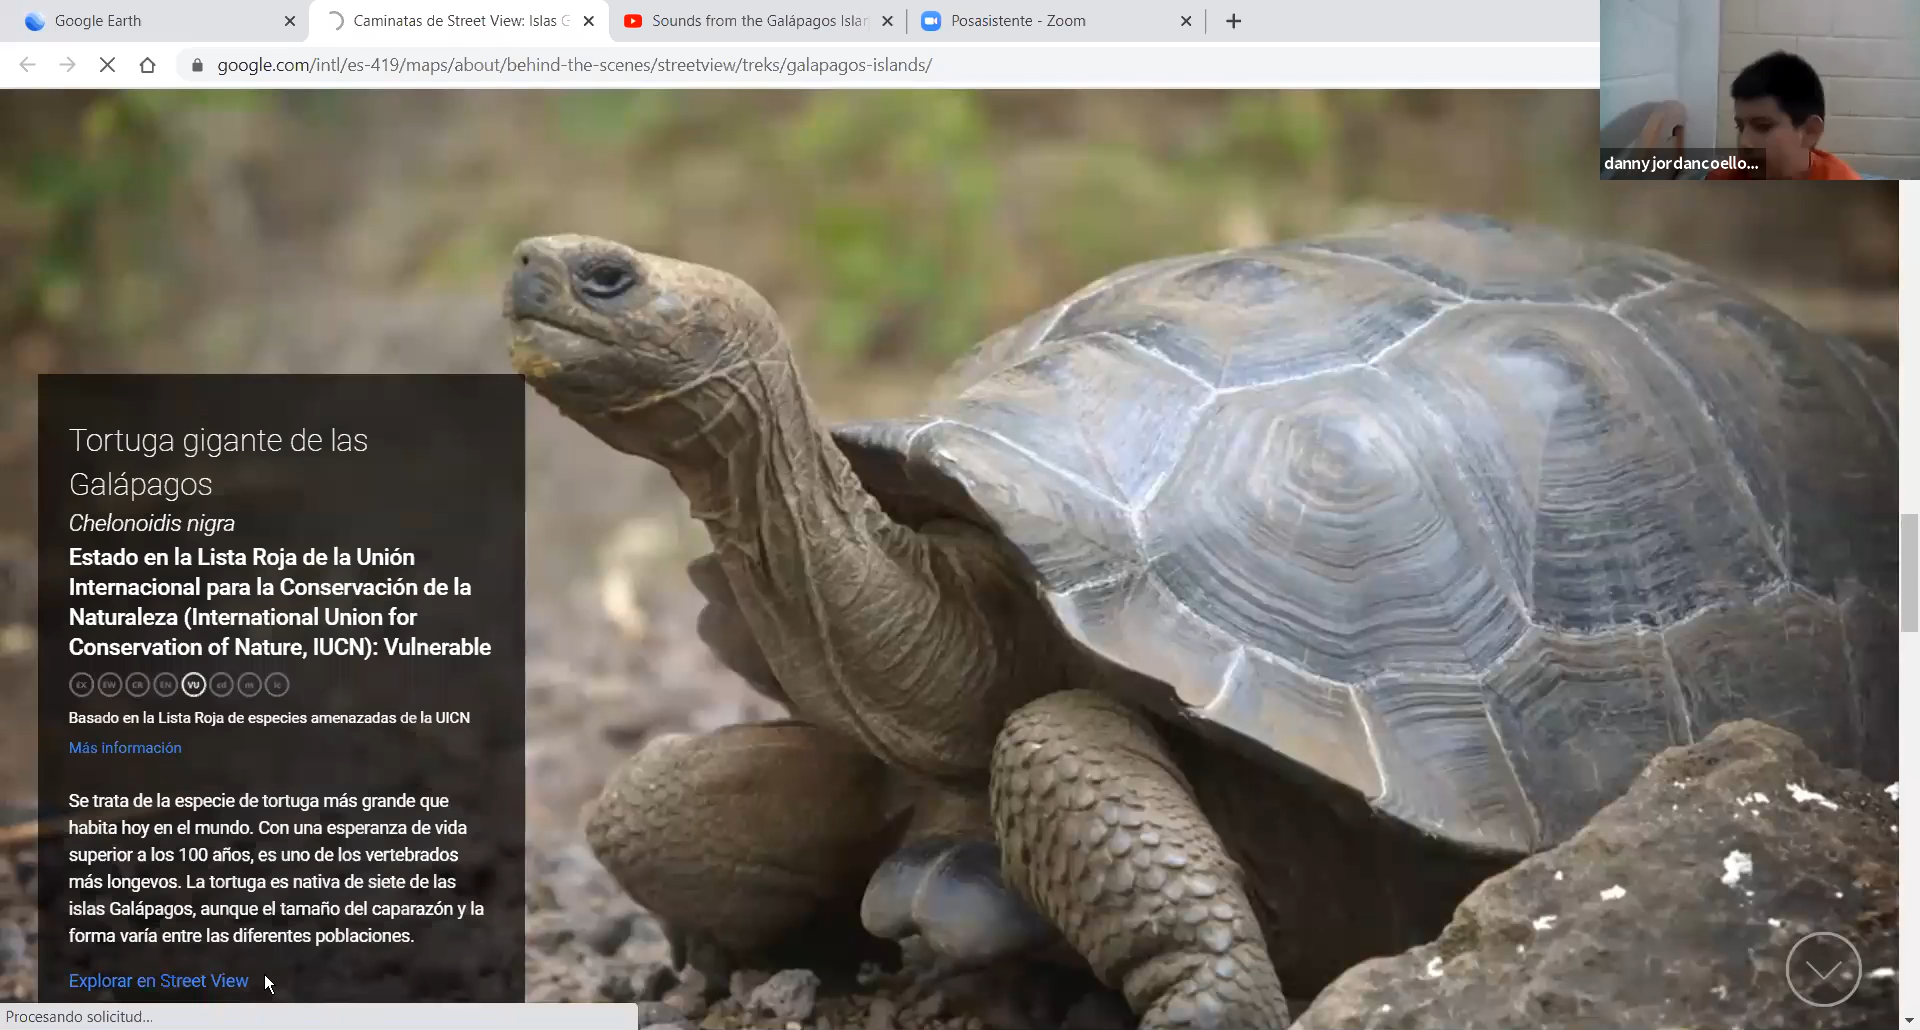 Google Earth
Caminatas de Street View: Islas G
Sounds from the Galápagos Islan
Posasistente - Zoom
google.com/intl/es-419/maps/about/behind-the-scenes/streetview/treks/galapagos-islands/
danny jordan coello...
Tortuga gigante de las
Galápagos
Chelonoidis nigra
Estado en la Lista Roja de la Unión
Internacional para la Conservación de la
Naturaleza (International Union for
Conservation of Nature, IUCN): Vulnerable
EX EW CR EN VU cd nt lc
Basado en la Lista Roja de especies amenazadas de la UICN
Más información
Se trata de la especie de tortuga más grande que
habita hoy en el mundo. Con una esperanza de vida
superior a los 100 años, es uno de los vertebrados
más longevos. La tortuga es nativa de siete de las
islas Galápagos, aunque el tamaño del caparazón y la
forma varía entre las diferentes poblaciones.
Explorar en Street View
Procesando solicitud...